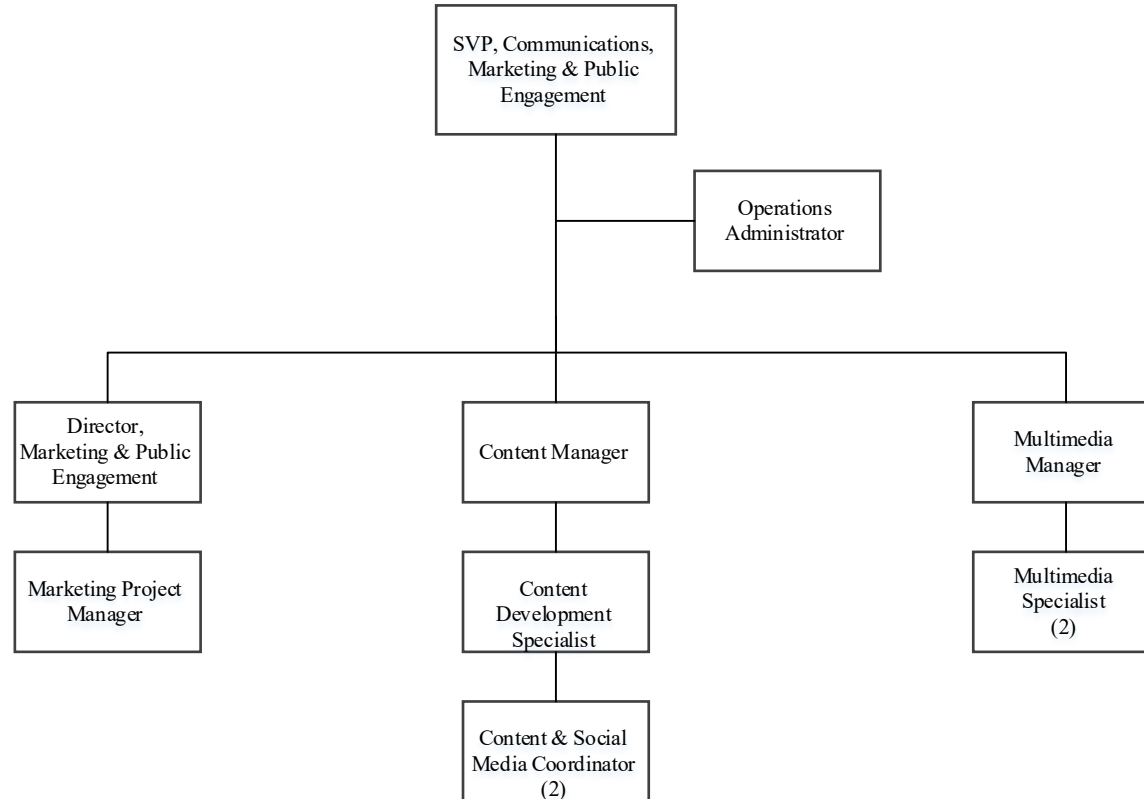 SVP, Communications,
Marketing & Public
Engagement
Operations
Administrator
Director,
Marketing & Public
Engagement
Content Manager
Multimedia
Manager
Marketing Project
Manager
Content
Development
Specialist
Multimedia
Specialist
(2)
Content & Social
Media Coordinator
(2)